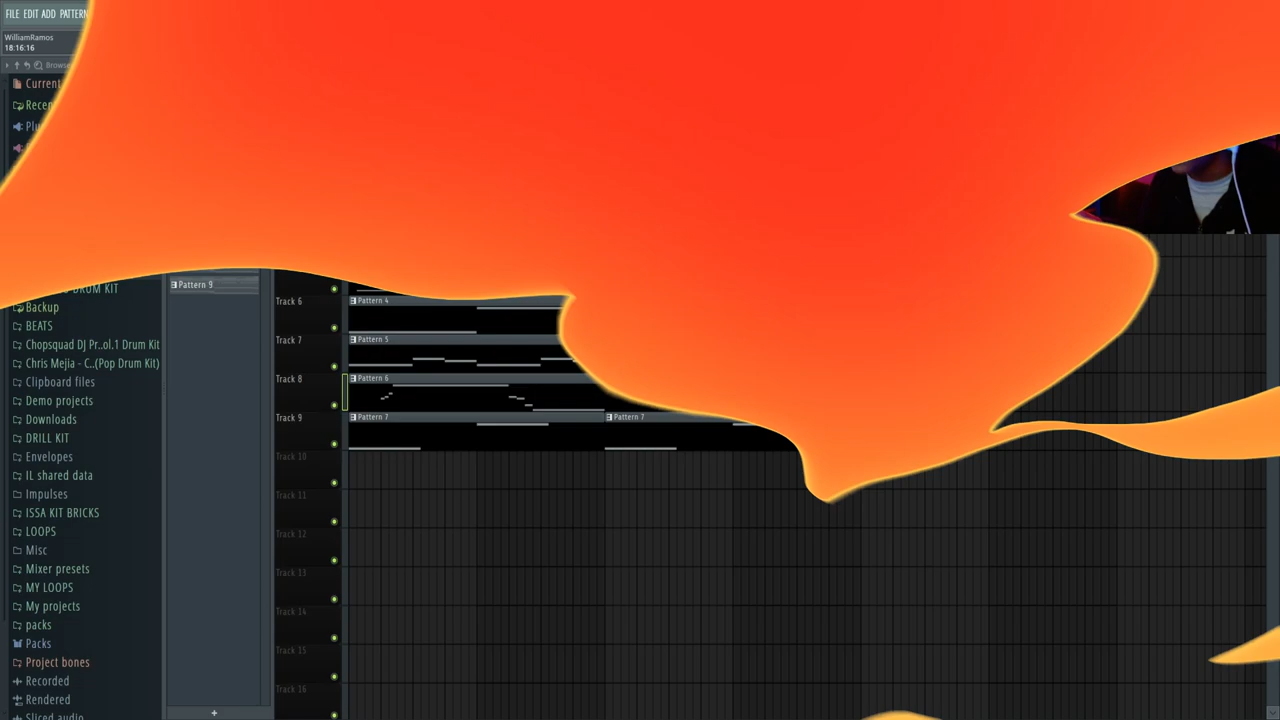 FILE EDIT ADD PATTERN
WilliamRamos
18:16:16
Browse
Current
Recen
Plu
DRUM KIT
Backup
BEATS
Chopsquad DJ Pr..ol.1 Drum Kit
Chris Mejia - C..(Pop Drum Kit)
Clipboard files
Demo projects
Downloads
DRILL KIT
Envelopes
IL shared data
Impulses
ISSA KIT BRICKS
LOOPS
Misc
Mixer presets
MY LOOPS
My projects
packs
Packs
Project bones
Recorded
Rendered
Sliced audio
Pattern 9
+
Track 6
Pattern 4
Track 7
Pattern 5
Track 8
Pattern 6
Track 9
Pattern 7
Pattern 7
Track 10
Track 11
Track 12
Track 13
Track 14
Track 15
Track 16